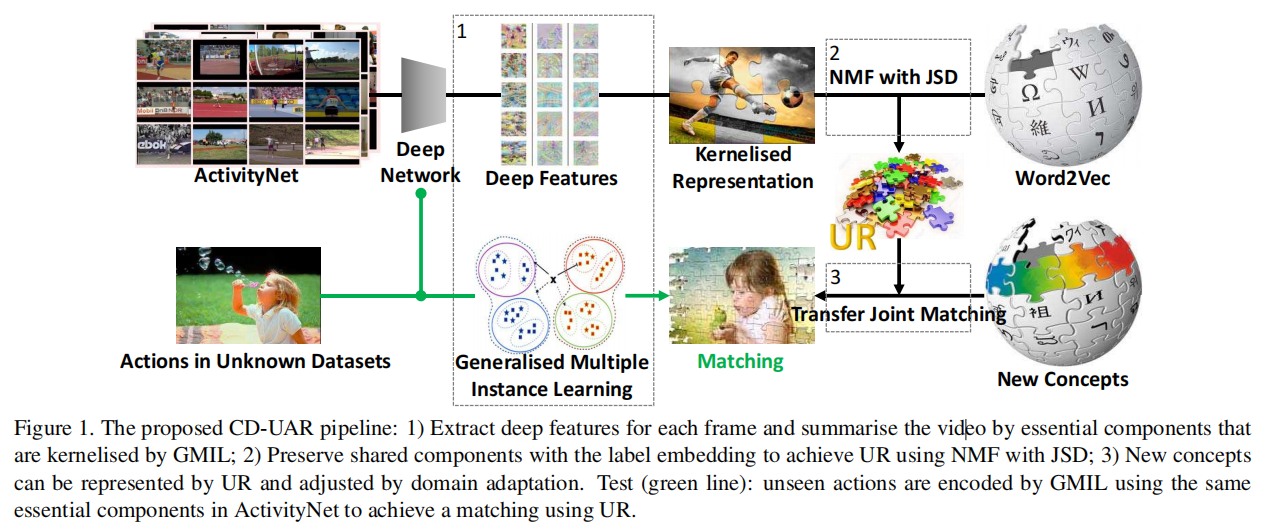 1
2
NMF with JSD
Deep
Network
ActivityNet
Deep Features
Kernelised
Representation
Word2Vec
W
Ω
И
維
UR
3
Transfer Joint Matching
x
祖
И
Actions in Unknown Datasets
Generalised Multiple
Instance Learning
Matching
New Concepts
Figure 1. The proposed CD-UAR pipeline: 1) Extract deep features for each frame and summarise the video by essential components that
are kernelised by GMIL; 2) Preserve shared components with the label embedding to achieve UR using NMF with JSD; 3) New concepts
can be represented by UR and adjusted by domain adaptation. Test (green line): unseen actions are encoded by GMIL using the same
essential components in ActivityNet to achieve a matching using UR.